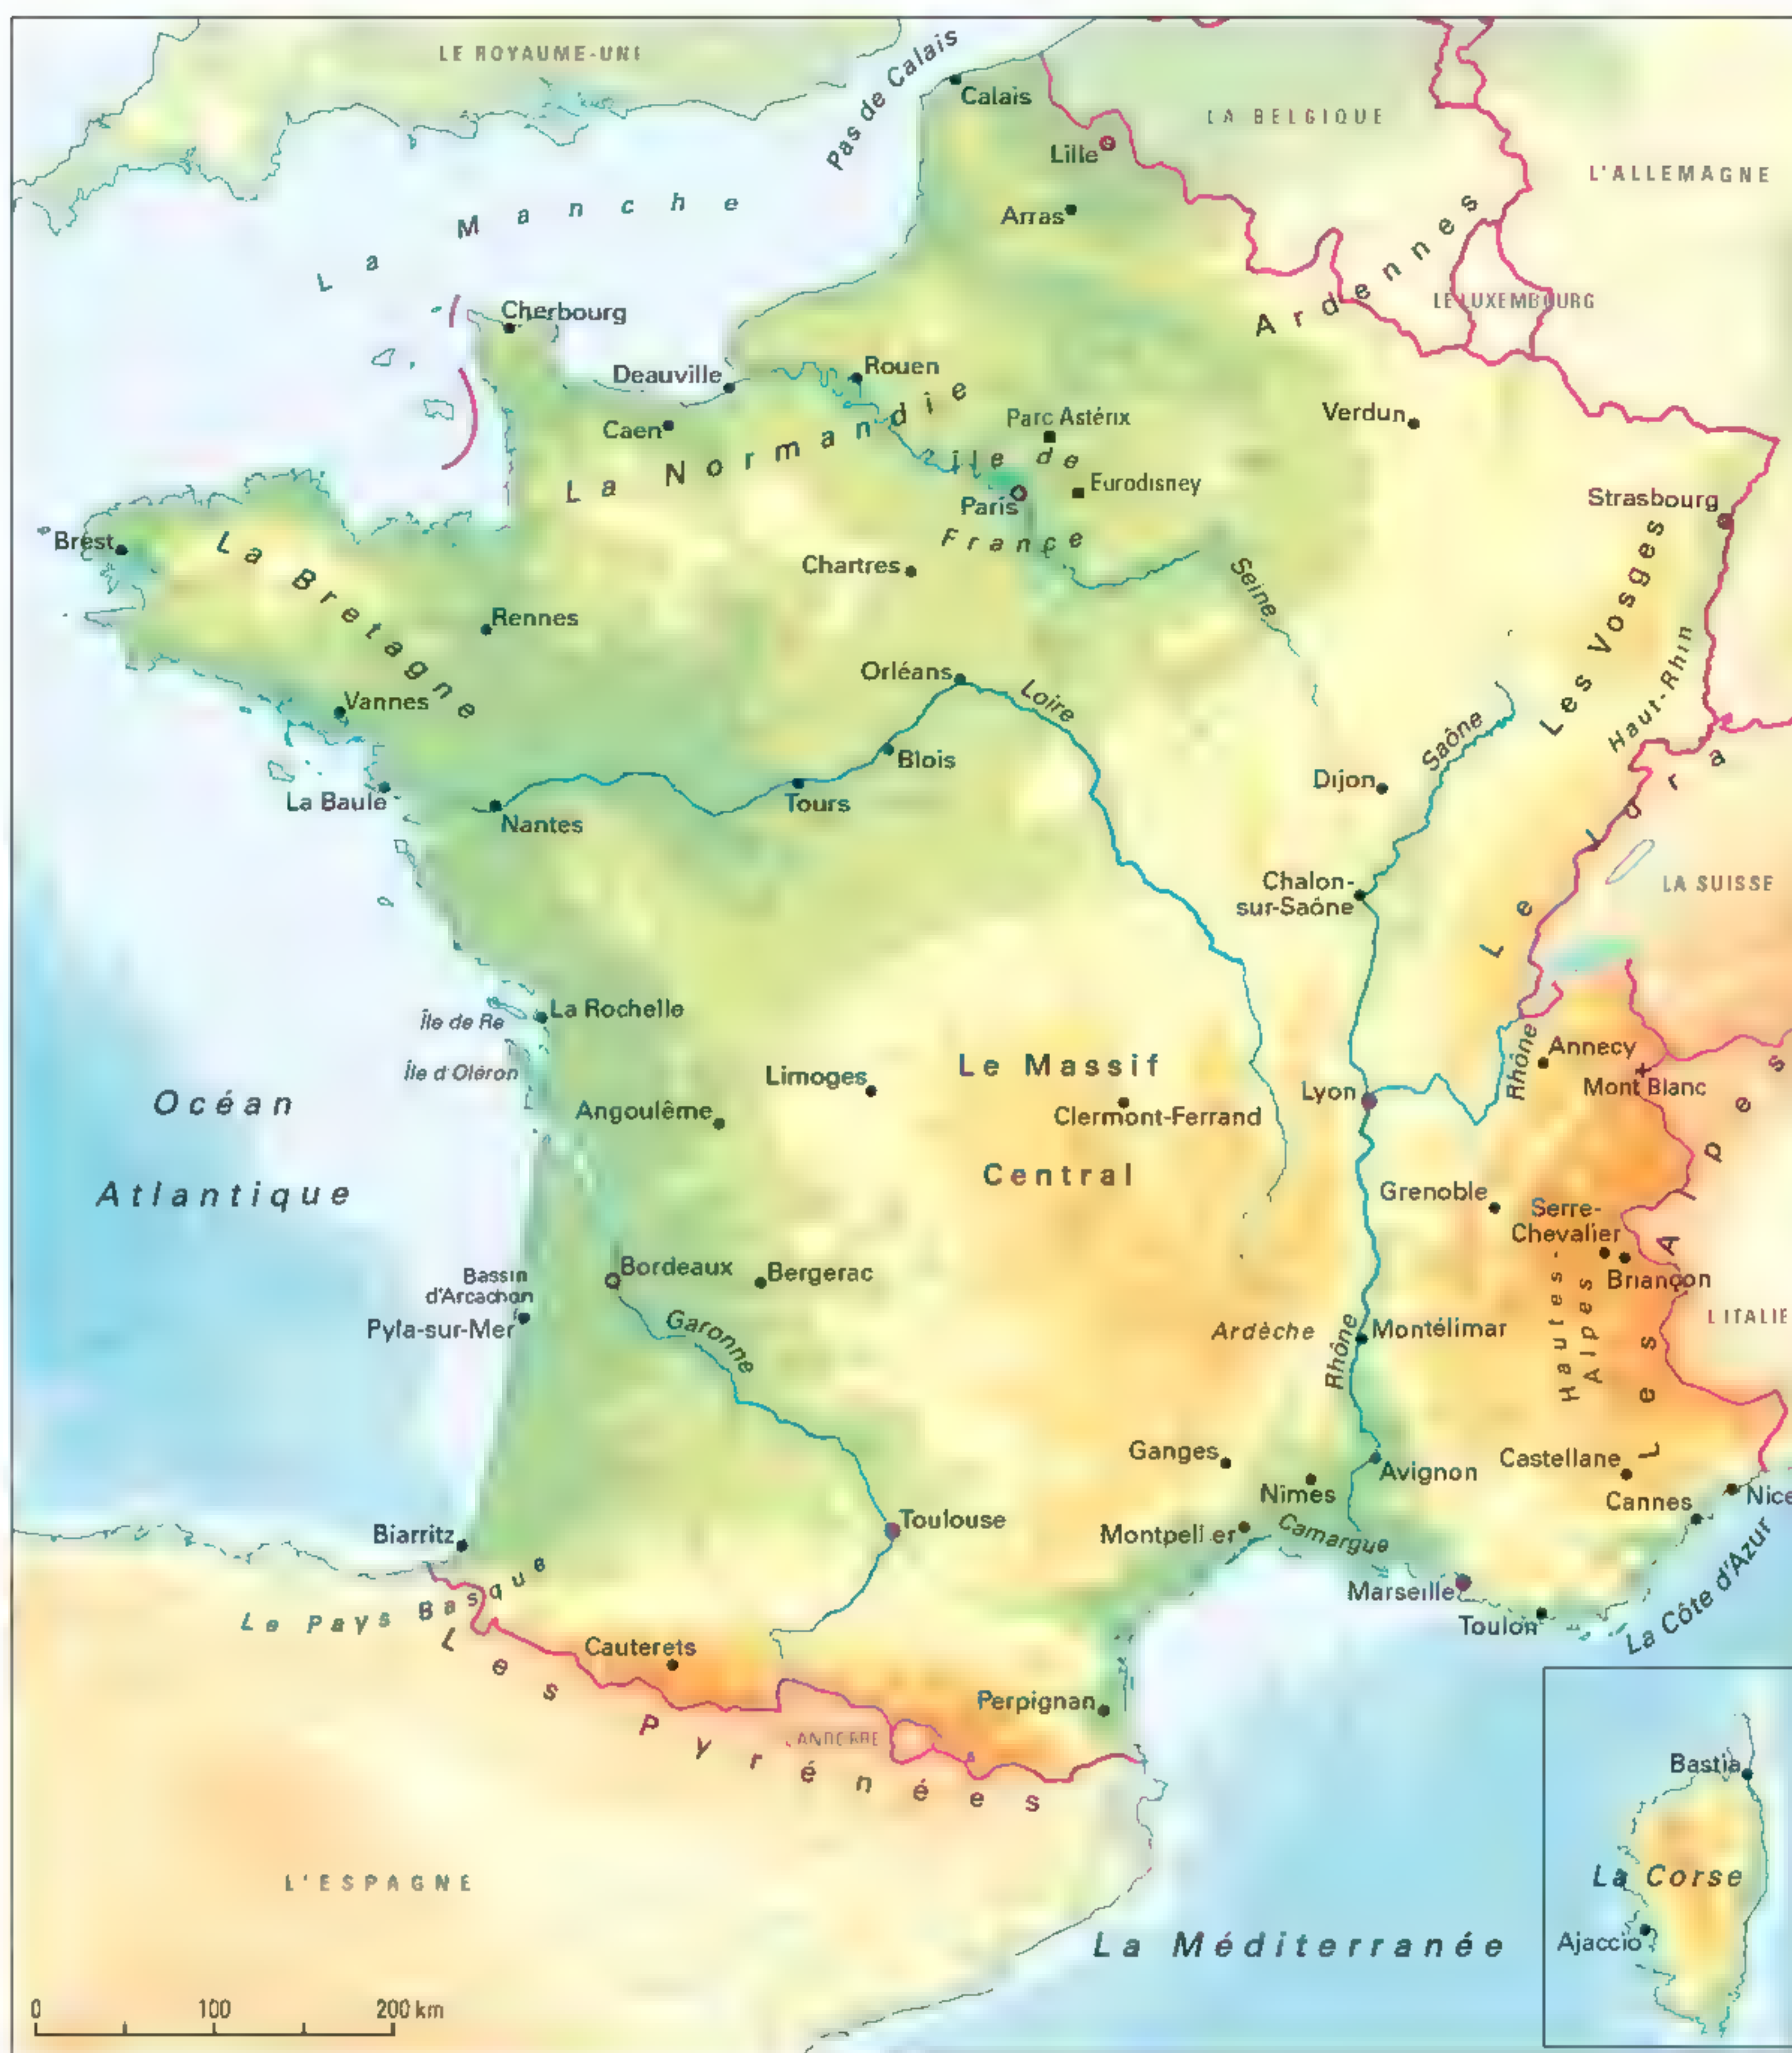 LE ROYAUME-UNI
Pas de Calais
Calais
LA BELGIQUE
Lille
L'ALLEMAGNE
Arras
La Manche
Ardennes
LE LUXEMBOURG
Cherbourg
Deauville
Rouen
Caen
La Normandie
Parc Astérix
Verdun
Île de
France
Eurodisney
Paris
Strasbourg
Brest
La Bretagne
Chartres
Seine
Les Vosges
Rennes
Haut-Rhin
Orléans
Loire
Vannes
Saône
Blois
Dijon
La Baule
Tours
Nantes
Le Jura
Chalon-
sur-Saône
LA SUISSE
La Rochelle
Île de Re
Île d'Oléron
Le Massif
Central
Rhône
Annecy
Limoges
Mont Blanc
Océan
Atlantique
Angoulême
Clermont-Ferrand
Lyon
Les Alpes
Grenoble
Serre-
Chevalier
Briançon
Hautes-
Alpes
Bordeaux
Bergerac
Bassin
d'Arcachon
Pyla-sur-Mer
Garonne
Ardèche
Rhône
Montélimar
L'ITALIE
Ganges
Avignon
Castellane
Nîmes
Cannes
Nice
Biarritz
Toulouse
Montpellier
Camargue
Marseille
Toulon
La Côte d'Azur
Le Pays Basque
Cauterets
Les Pyrénées
Perpignan
ANDORRE
Bastia
L'ESPAGNE
La Corse
La Méditerranée
Ajaccio
0 100 200 km